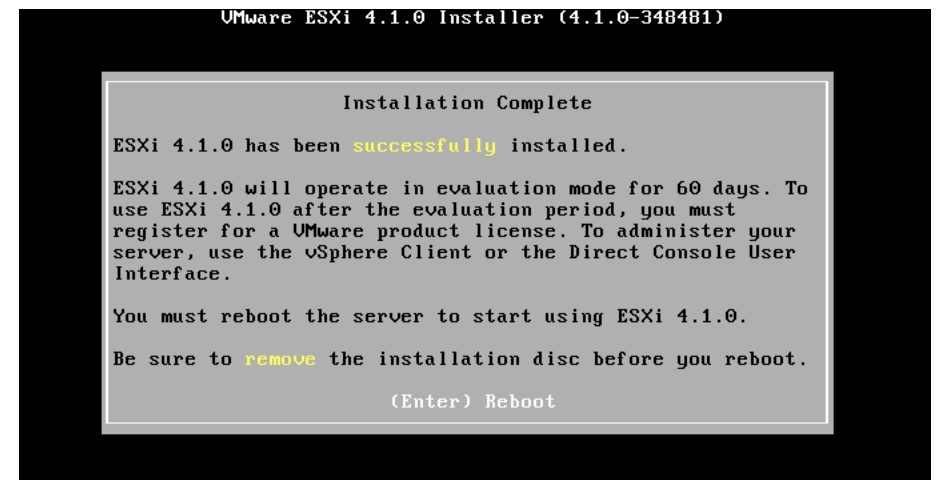 VMware ESXi 4.1.0 Installer (4.1.0-348481)
Installation Complete
ESXi 4.1.0 has been successfully installed.
ESXi 4.1.0 will operate in evaluation mode for 60 days. To
use ESXi 4.1.0 after the evaluation period, you must
register for a VMware product license. To administer your
server, use the vSphere Client or the Direct Console User
Interface.
You must reboot the server to start using ESXi 4.1.0.
Be sure to remove the installation disc before you reboot.
(Enter) Reboot